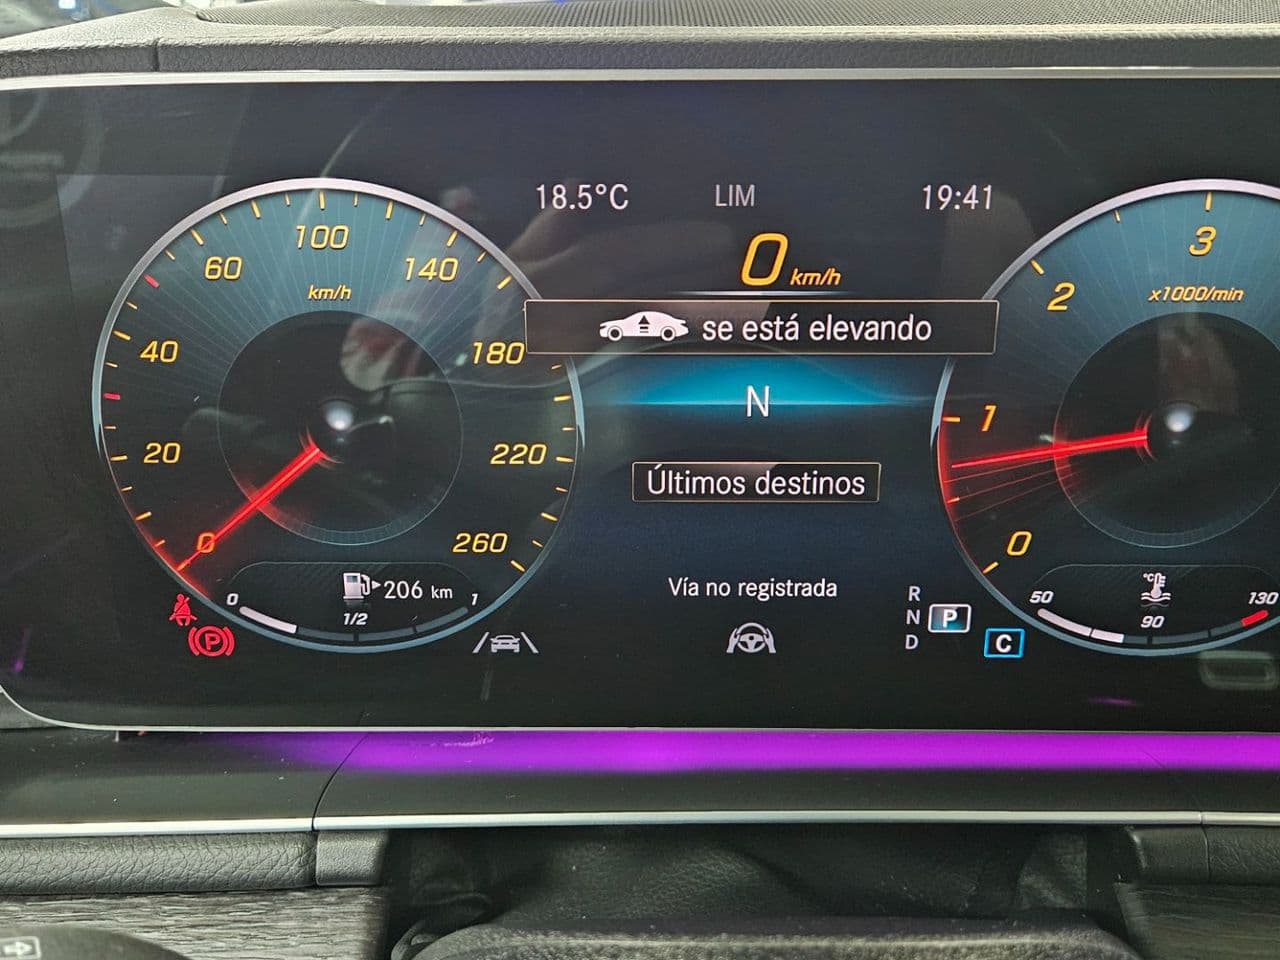 18.5°C LIM 19:41
0 km/h
se está elevando
N
Últimos destinos
Vía no registrada
100
60 140
km/h
40 180
20 220
0 260
0 206 km 1
1/2
3
2 x1000/min
1
0
°C
50 130
90
R
N P
D C
P